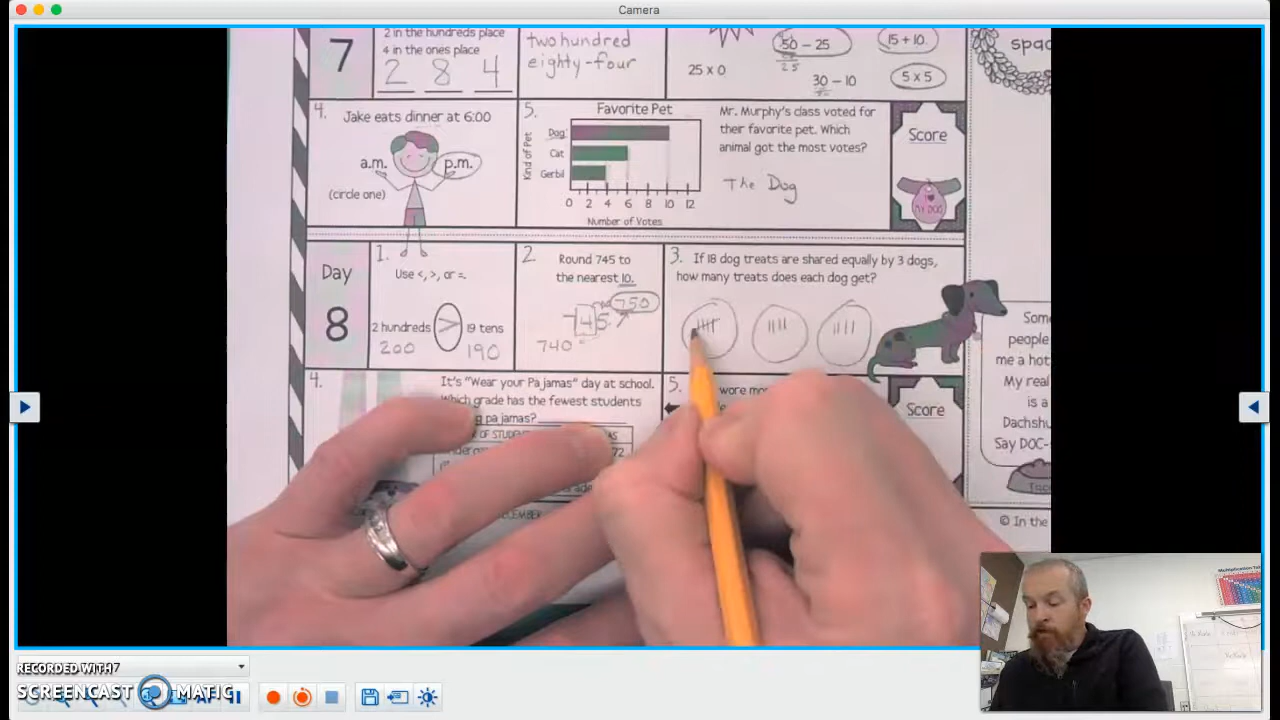 Camera
7
2 in the hundreds place
4 in the ones place
2 8 4
two hundred
eighty-four
25 x 0
50 - 25
25
30 - 10
15 + 10
5 x 5
4.
Jake eats dinner at 6:00
a.m.
p.m.
(circle one)
5.
Favorite Pet
Kind of Pet
Dog
Cat
Gerbil
0 2 4 6 8 10 12
Number of Votes
Mr. Murphy's class voted for
their favorite pet. Which
animal got the most votes?
The Dog
Score
MY DOG
Day
8
1.
Use <, >, or =.
2 hundreds > 19 tens
200 190
2.
Round 745 to
the nearest 10.
745
750
740
3. If 18 dog treats are shared equally by 3 dogs,
how many treats does each dog get?
4.
It's "Wear your Pajamas" day at school.
Which grade has the fewest students
pajamas?
72
5.
wore
Score
people
me a hot
My real
is a
Dachshu
Say DOC-
© In the
RECORDED WITH
SCREENCAST MATIC